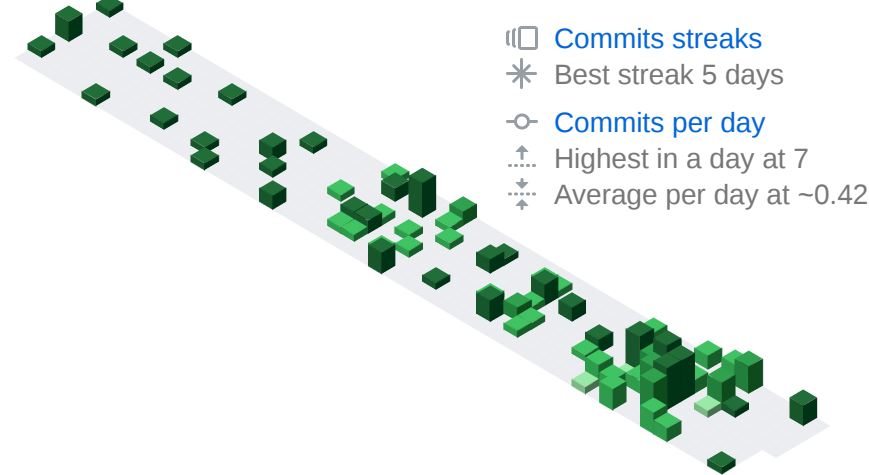 Commits streaks
Best streak 5 days
Commits per day
Highest in a day at 7
Average per day at ~0.42